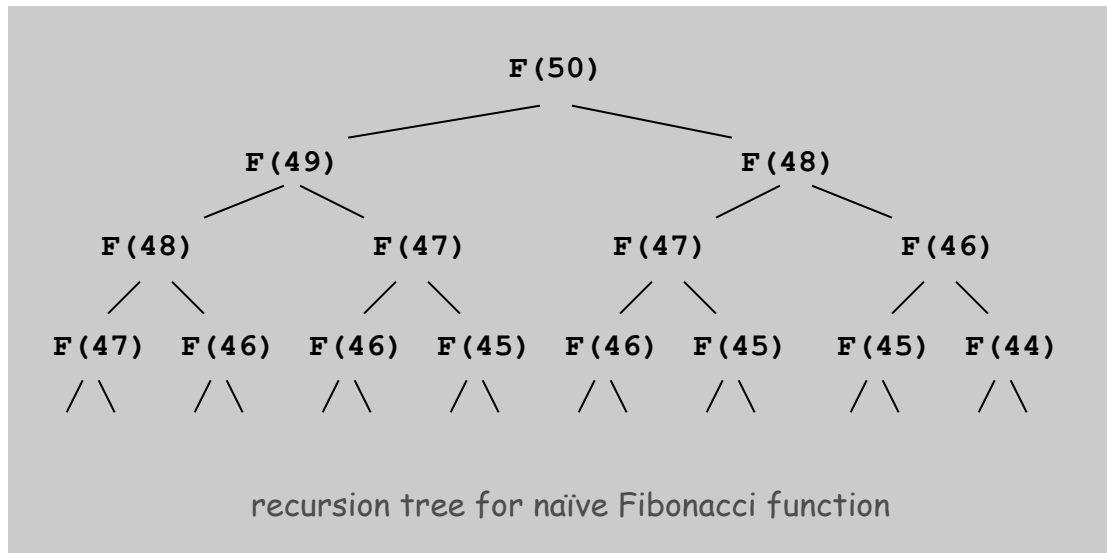 F(50)
F(49) F(48)
F(48) F(47) F(47) F(46)
F(47) F(46) F(46) F(45) F(46) F(45) F(45) F(44)
recursion tree for naïve Fibonacci function